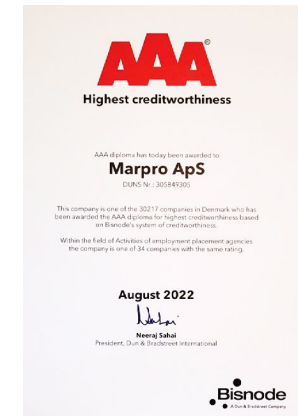 AAA®
Highest creditworthiness
AAA diploma has today been awarded to
Marpro ApS
DUNS Nr.: 305849305
This company is one of the 30217 companies in Denmark who has
been awarded the AAA diploma for highest creditworthiness based
on Bisnode's system of creditworthiness.
Within the field of Activities of employment placement agencies
the company is one of 34 companies with the same rating.
August 2022
Neeraj Sahai
President, Dun & Bradstreet International
Bisnode
A Dun & Bradstreet Company